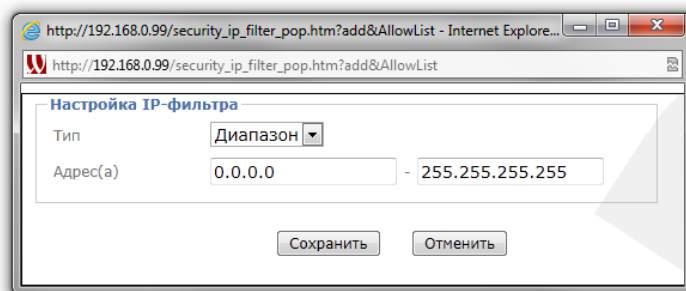 http://192.168.0.99/security_ip_filter_pop.htm?add&AllowList - Internet Explore...
http://192.168.0.99/security_ip_filter_pop.htm?add&AllowList
Настройка IP-фильтра
Тип Диапазон
Адрес(а) 0.0.0.0 - 255.255.255.255
Сохранить Отменить